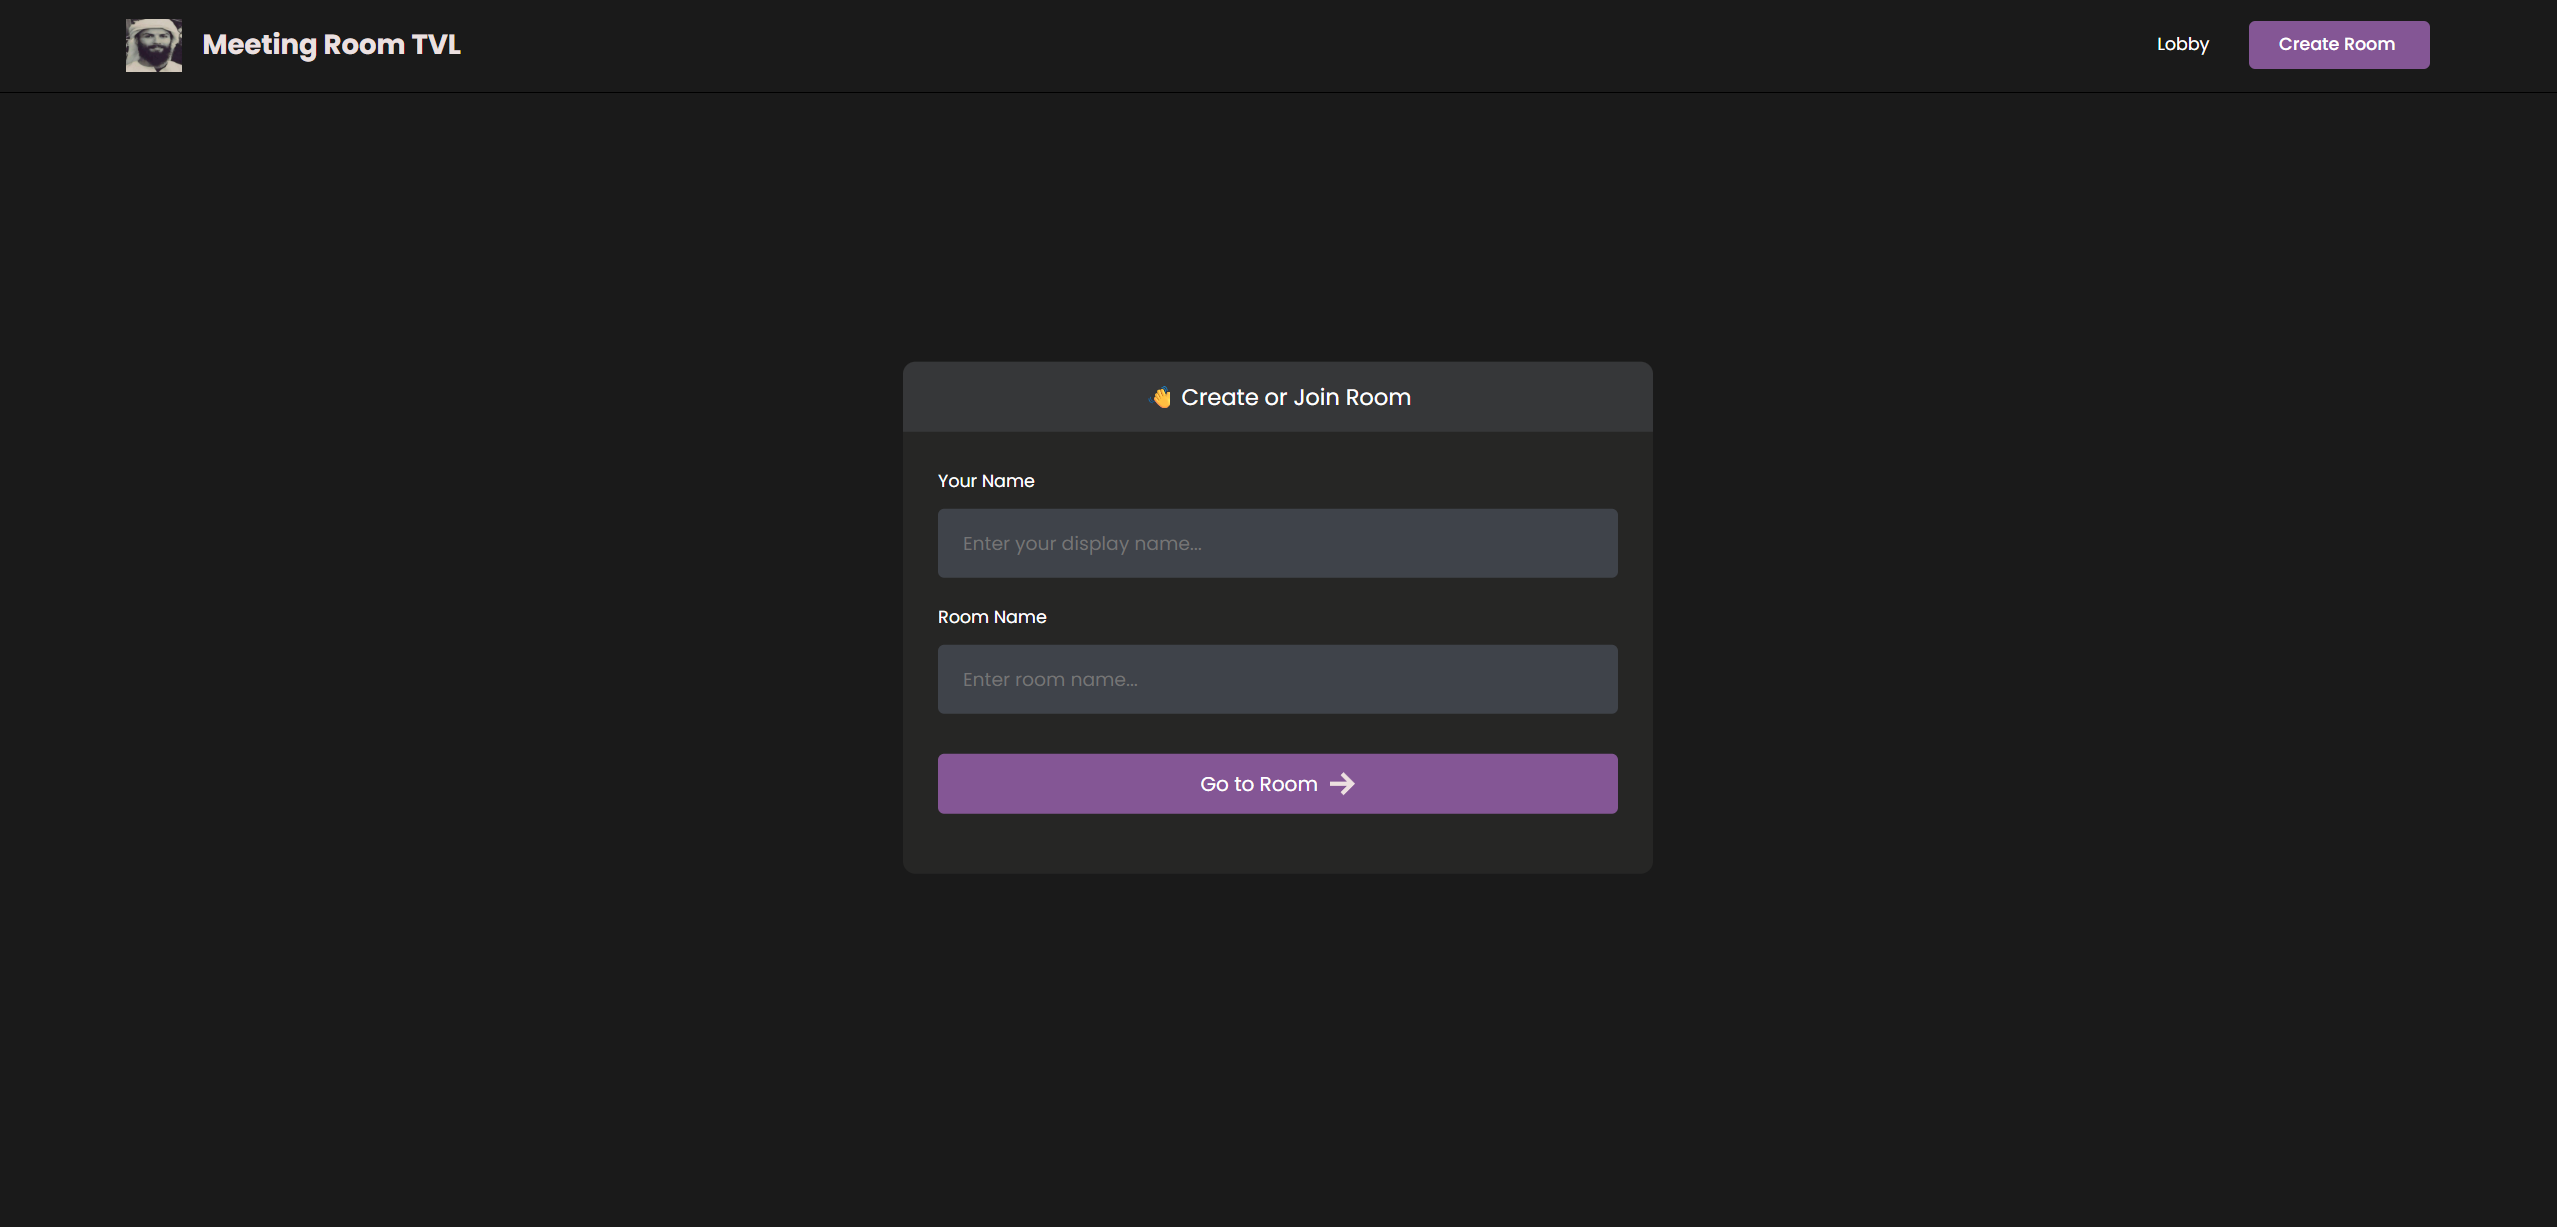 Meeting Room TVL
Lobby
Create Room
👋 Create or Join Room
Your Name
Enter your display name...
Room Name
Enter room name...
Go to Room →